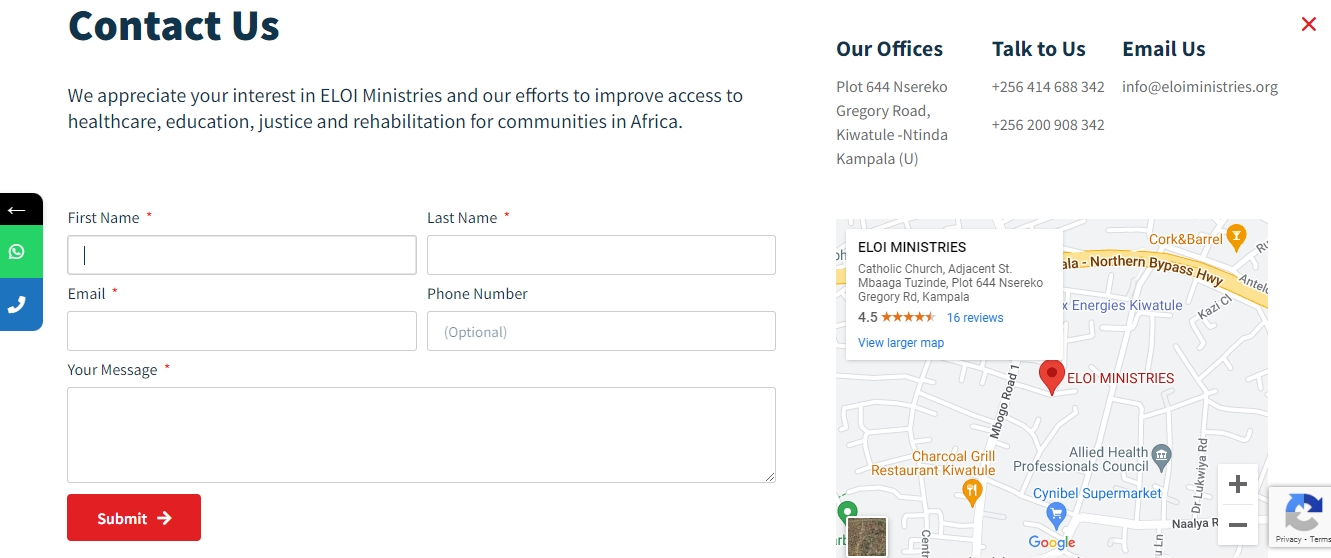 Contact Us
We appreciate your interest in ELOI Ministries and our efforts to improve access to
healthcare, education, justice and rehabilitation for communities in Africa.
First Name *
Last Name *
Email *
Phone Number
(Optional)
Your Message *
Submit
Our Offices
Plot 644 Nsereko
Gregory Road,
Kiwatule -Ntinda
Kampala (U)
Talk to Us
+256 414 688 342
+256 200 908 342
Email Us
info@eloiministries.org
ELOI MINISTRIES
Catholic Church, Adjacent St.
Mbaaga Tuzinde, Plot 644 Nsereko
Gregory Rd, Kampala
4.5
16 reviews
View larger map
Cork&Barrel
ala - Northern Bypass Hwy
x Energies Kiwatule
Kazi Cl
Antelo
Ru
ELOI MINISTRIES
Mbogo Road 1
Charcoal Grill
Restaurant Kiwatule
Allied Health
Professionals Council
Cynibel Supermarket
Dr Lukwiya Rd
Naalya R
Google
Privacy - Terms